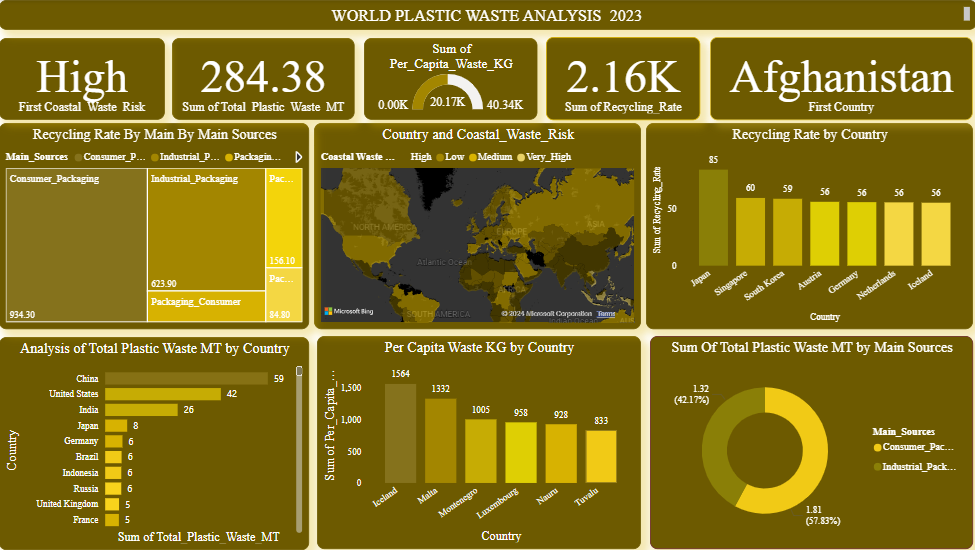 WORLD PLASTIC WASTE ANALYSIS 2023
High
First Coastal_Waste_Risk
284.38
Sum of Total_Plastic_Waste_MT
Sum of
Per_Capita_Waste_KG
0.00K
20.17K
40.34K
2.16K
Sum of Recycling_Rate
Afghanistan
First Country
Recycling Rate By Main By Main Sources
Main_Sources Consumer_P... Industrial_P... Packagin...
Consumer_Packaging
934.30
Industrial_Packaging
623.90
Packaging_Consumer
Pac...
156.10
Pac...
84.80
Country and Coastal_Waste_Risk
Coastal Waste ... High Low Medium Very_High
NORTH AMERICA
EUROPE
ASIA
Atlantic Ocean
SOUTH AMERICA
Microsoft Bing
© 2024 Microsoft Corporation Terms
Recycling Rate by Country
Sum of Recycling_Rate
50
0
85
60
59
56
56
56
56
Japan
Singapore
South Korea
Austria
Germany
Netherlands
Iceland
Country
Analysis of Total Plastic Waste MT by Country
Country
China 59
United States 42
India 26
Japan 8
Germany 6
Brazil 6
Indonesia 6
Russia 6
United Kingdom 5
France 5
Sum of Total_Plastic_Waste_MT
Per Capita Waste KG by Country
Sum of Per_Capita_...
1,500
1,000
500
0
1564
1332
1005
958
928
833
Iceland
Malta
Montenegro
Luxembourg
Nauru
Tuvalu
Country
Sum Of Total Plastic Waste MT by Main Sources
1.32
(42.17%)
1.81
(57.83%)
Main_Sources
Consumer_Pac...
Industrial_Pack...